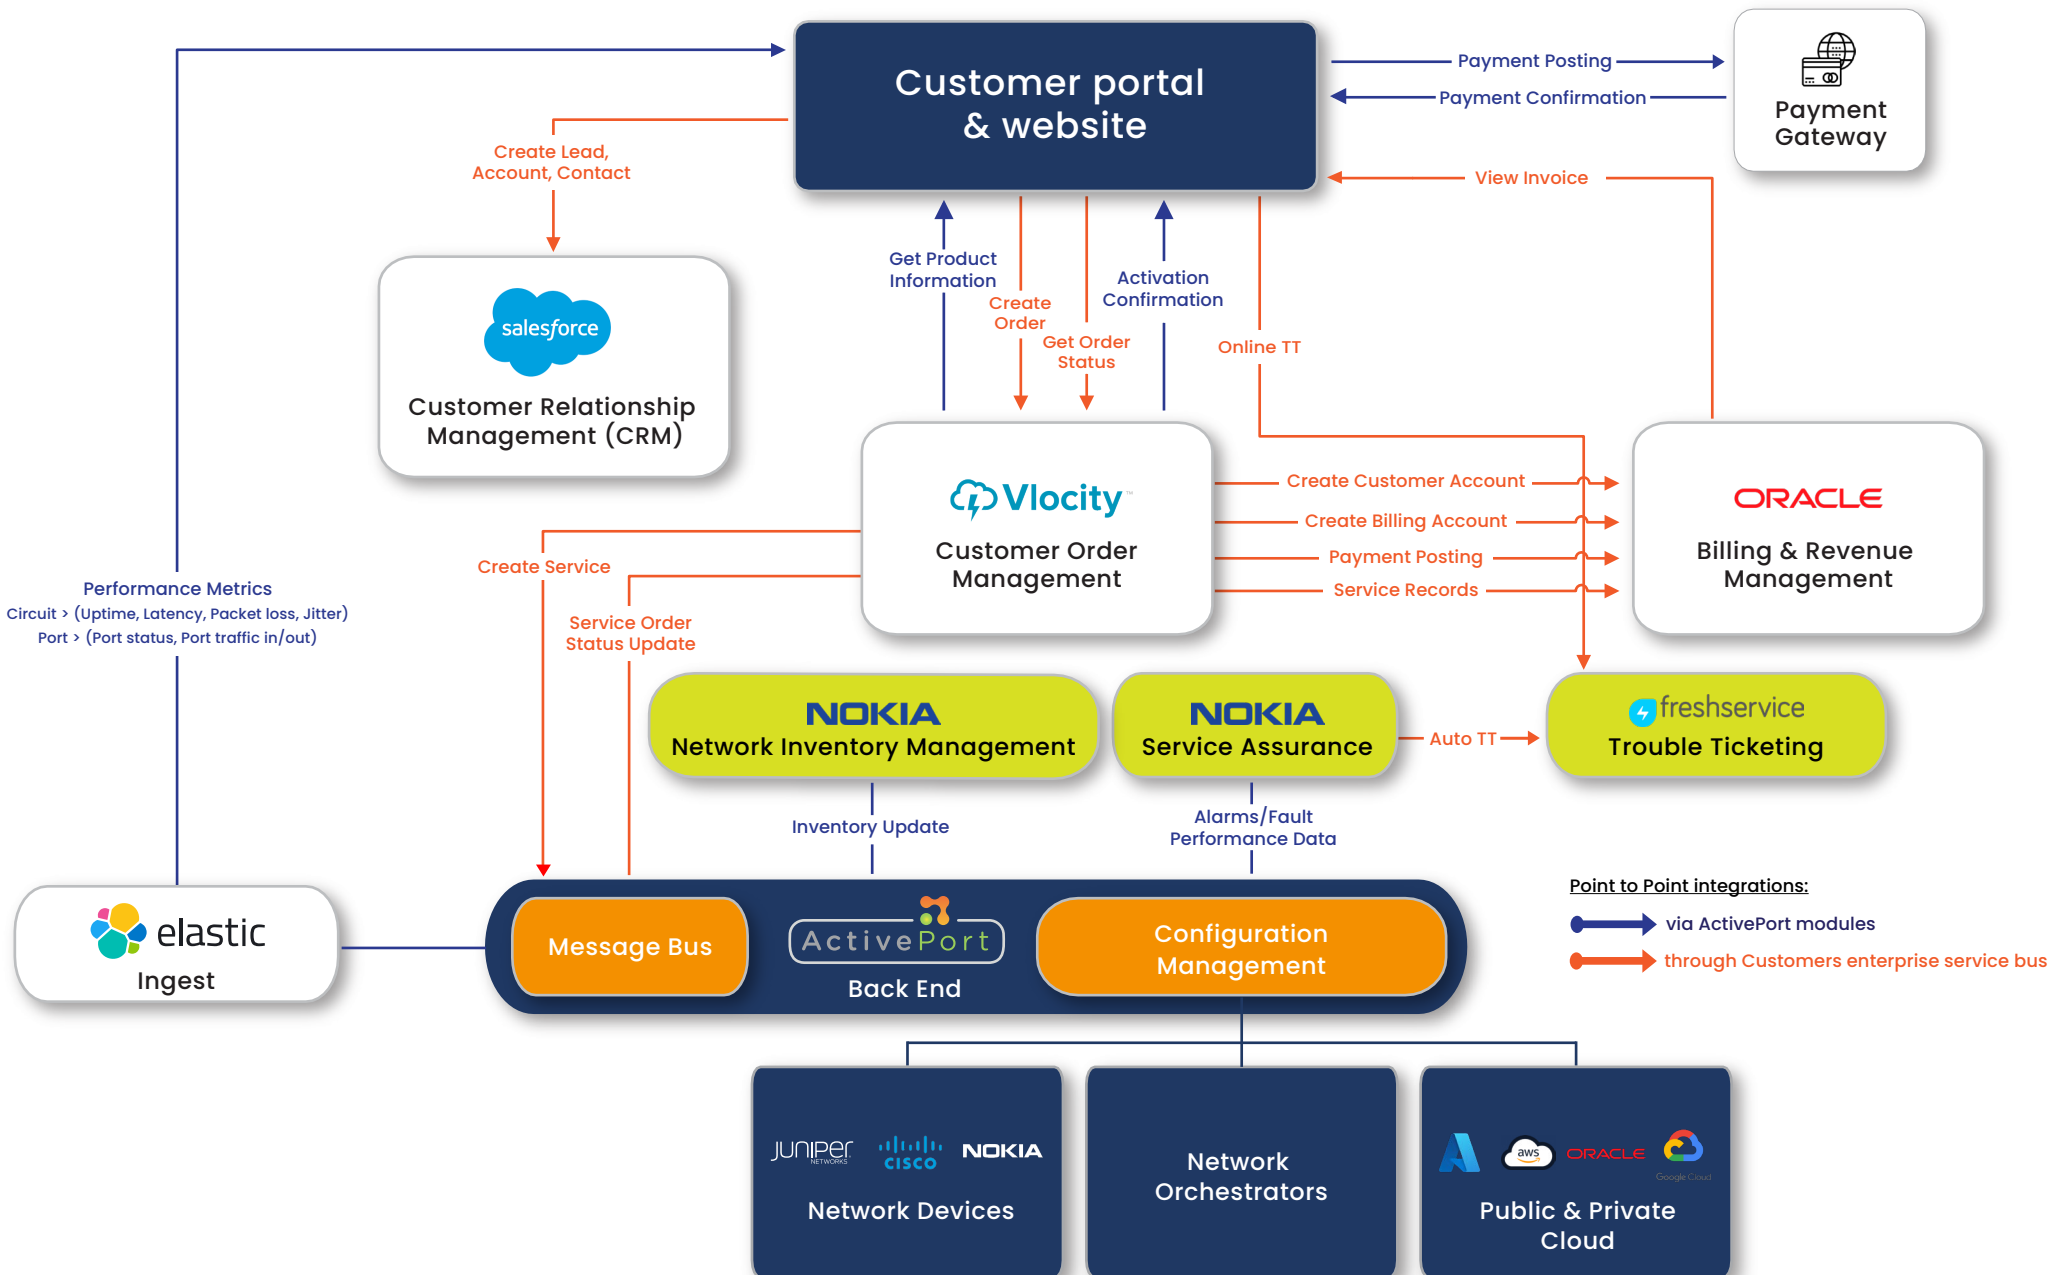 Customer portal
& website
Payment Posting
Payment Confirmation
Payment
Gateway
View Invoice
Create Lead,
Account, Contact
Get Product
Information
Create
Order
Get Order
Status
Activation
Confirmation
Online TT
salesforce
Customer Relationship
Management (CRM)
Vlocity™
Customer Order
Management
Create Customer Account
Create Billing Account
Payment Posting
Service Records
ORACLE
Billing & Revenue
Management
Create Service
Service Order
Status Update
Performance Metrics
Circuit > (Uptime, Latency, Packet loss, Jitter)
Port > (Port status, Port traffic in/out)
NOKIA
Network Inventory Management
NOKIA
Service Assurance
Auto TT
freshservice
Trouble Ticketing
Inventory Update
Alarms/Fault
Performance Data
elastic
Ingest
Message Bus
ActivePort
Back End
Configuration
Management
Point to Point integrations:
via ActivePort modules
through Customers enterprise service bus
JUNIPER
NETWORKS
CISCO
NOKIA
Network Devices
Network
Orchestrators
aws
ORACLE
Google Cloud
Public & Private
Cloud